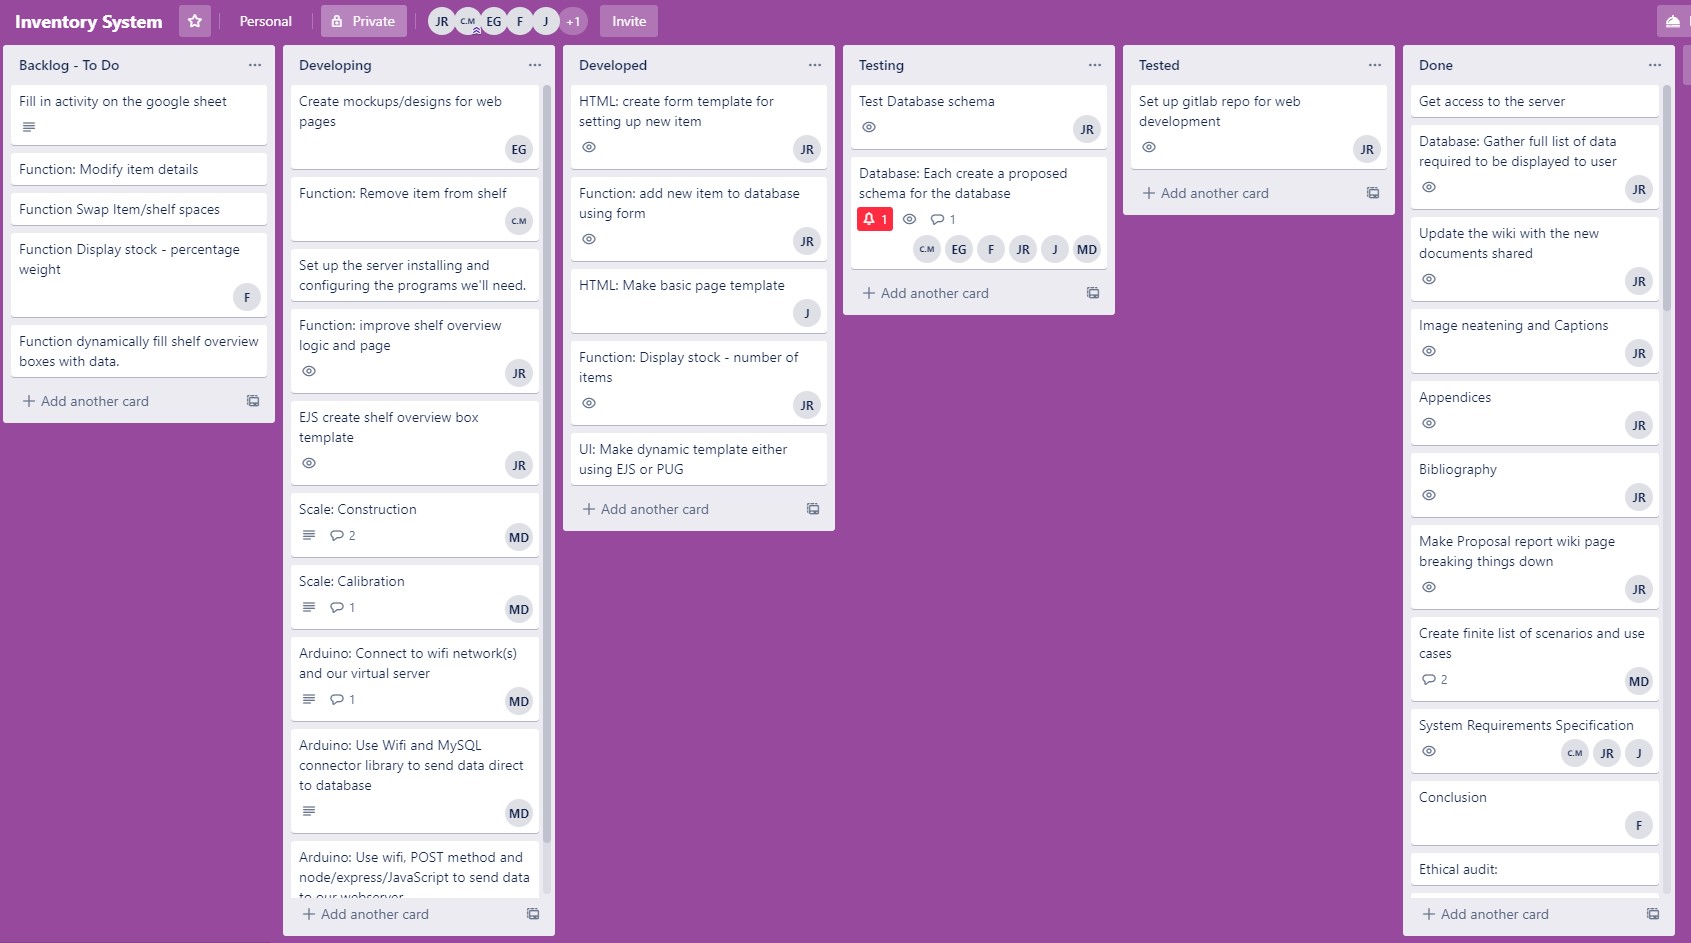 Inventory System
Personal
Private
JR C.M EG F J +1
Invite
Backlog - To Do
Fill in activity on the google sheet
Function: Modify item details
Function Swap Item/shelf spaces
Function Display stock - percentage
weight
F
Function dynamically fill shelf overview
boxes with data.
+ Add another card
Developing
Create mockups/designs for web
pages
EG
Function: Remove item from shelf
C.M
Set up the server installing and
configuring the programs we'll need.
Function: improve shelf overview
logic and page
JR
EJS create shelf overview box
template
JR
Scale: Construction
2
MD
Scale: Calibration
1
MD
Arduino: Connect to wifi network(s)
and our virtual server
1
MD
Arduino: Use Wifi and MySQL
connector library to send data direct
to database
MD
Arduino: Use wifi, POST method and
node/express/JavaScript to send data
to our webserver
+ Add another card
Developed
HTML: create form template for
setting up new item
JR
Function: add new item to database
using form
JR
HTML: Make basic page template
J
Function: Display stock - number of
items
JR
UI: Make dynamic template either
using EJS or PUG
+ Add another card
Testing
Test Database schema
JR
Database: Each create a proposed
schema for the database
1 1
C.M EG F JR J MD
+ Add another card
Tested
Set up gitlab repo for web
development
JR
+ Add another card
Done
Get access to the server
Database: Gather full list of data
required to be displayed to user
JR
Update the wiki with the new
documents shared
JR
Image neatening and Captions
JR
Appendices
JR
Bibliography
JR
Make Proposal report wiki page
breaking things down
JR
Create finite list of scenarios and use
cases
2
MD
System Requirements Specification
C.M JR J
Conclusion
F
Ethical audit:
+ Add another card